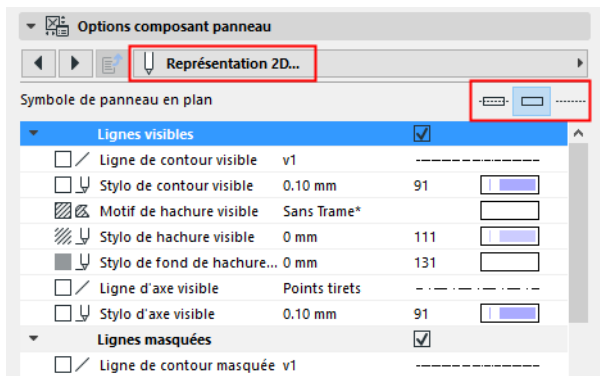 Options composant panneau
Représentation 2D...
Symbole de panneau en plan
Lignes visibles
Ligne de contour visible v1
Stylo de contour visible 0.10 mm 91
Motif de hachure visible Sans Trame*
Stylo de hachure visible 0 mm 111
Stylo de fond de hachure... 0 mm 131
Ligne d'axe visible Points tirets
Stylo d'axe visible 0.10 mm 91
Lignes masquées
Ligne de contour masquée v1